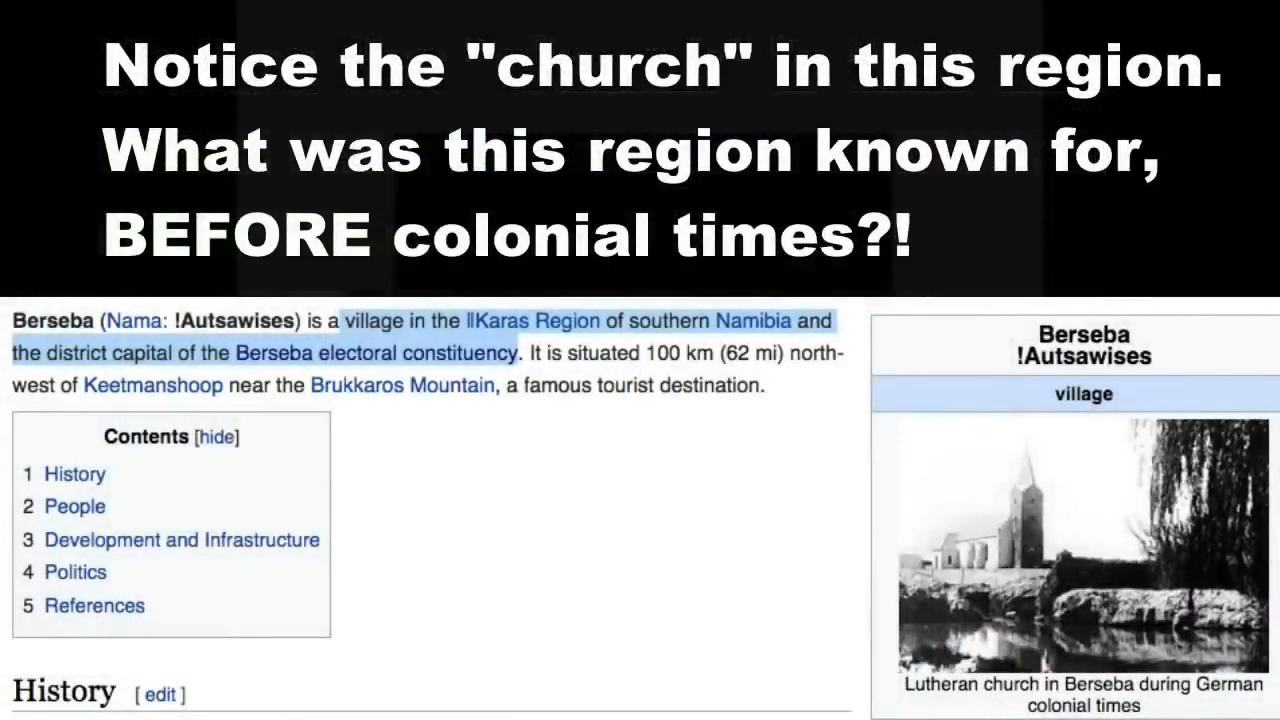 Notice the "church" in this region.
What was this region known for,
BEFORE colonial times?!
Berseba (Nama: !Autsawises) is a village in the ǁKaras Region of southern Namibia and
the district capital of the Berseba electoral constituency. It is situated 100 km (62 mi) north-
west of Keetmanshoop near the Brukkaros Mountain, a famous tourist destination.
Contents [hide]
1 History
2 People
3 Development and Infrastructure
4 Politics
5 References
History [ edit ]
Berseba
!Autsawises
village
Lutheran church in Berseba during German
colonial times